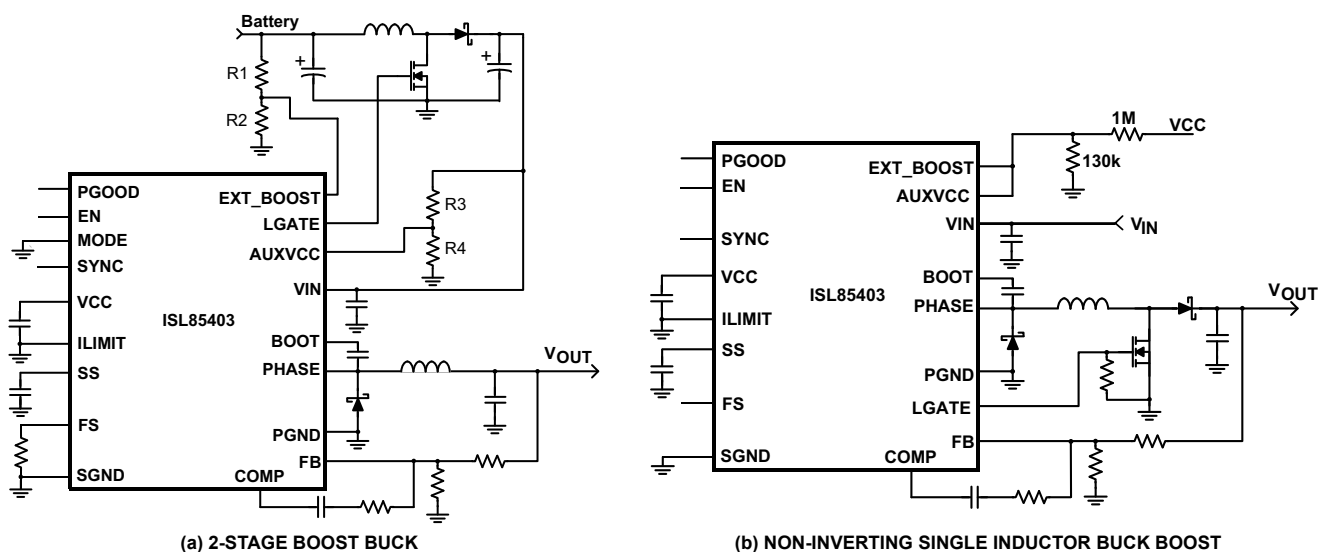 Battery
R1
R2
PGOOD
EN
MODE
SYNC
VCC
ILIMIT
SS
FS
SGND
ISL85403
EXT_BOOST
LGATE
AUXVCC
VIN
BOOT
PHASE
PGND
FB
COMP
R3
R4
VOUT
(a) 2-STAGE BOOST BUCK
PGOOD
EN
SYNC
VCC
ILIMIT
SS
FS
SGND
ISL85403
EXT_BOOST
AUXVCC
VIN
BOOT
PHASE
PGND
LGATE
FB
COMP
1M
VCC
130k
VIN
VOUT
(b) NON-INVERTING SINGLE INDUCTOR BUCK BOOST